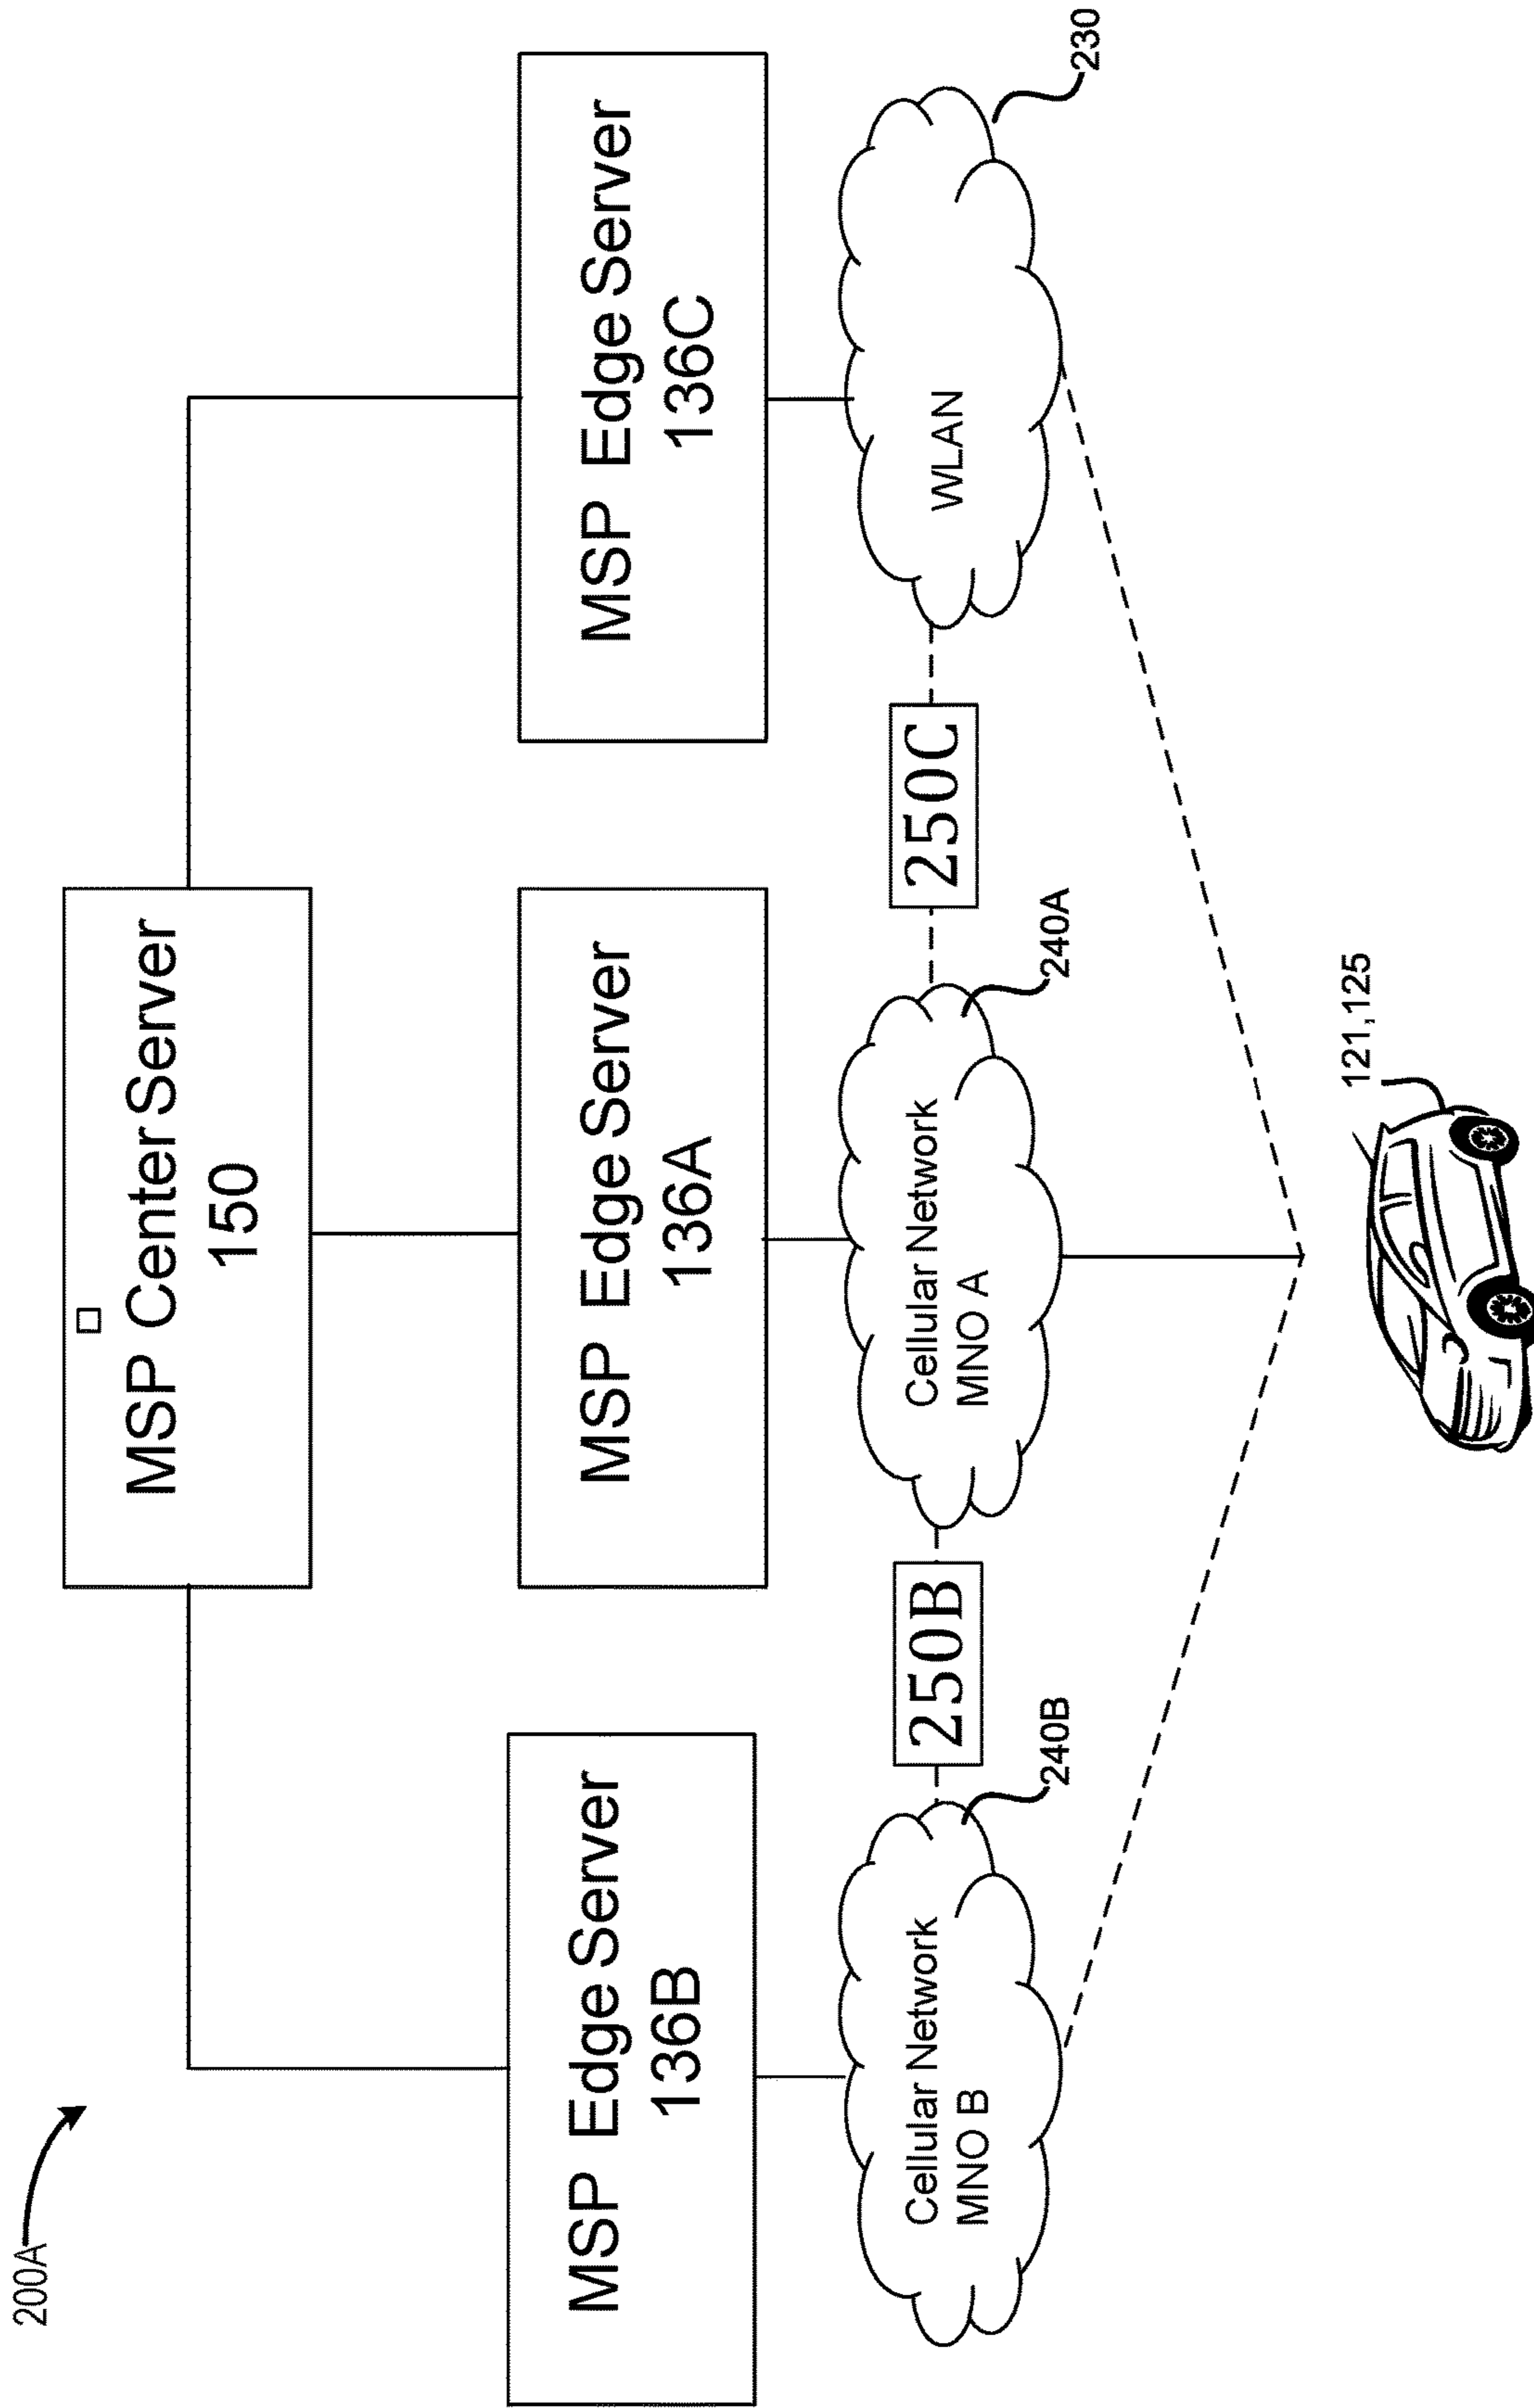 200A
MSP Center Server
150
MSP Edge Server
136B
MSP Edge Server
136A
MSP Edge Server
136C
Cellular Network
MNO B
240B
250B
Cellular Network
MNO A
240A
250C
WLAN
230
121,125